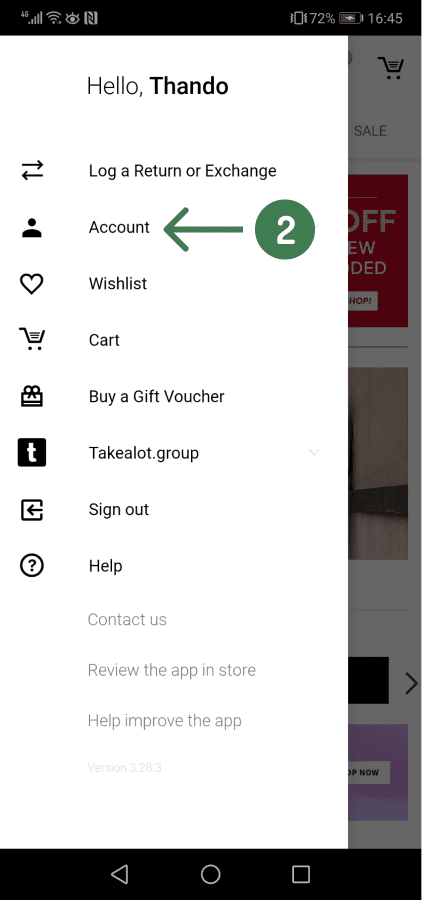 4G 72% 16:45
Hello, Thando
SALE
Log a Return or Exchange
Account
2
Wishlist
Cart
Buy a Gift Voucher
t Takealot.group
Sign out
Help
Contact us
Review the app in store
Help improve the app
Version 3.28.3
OFF
EW
DDED
HOP!
OP NOW